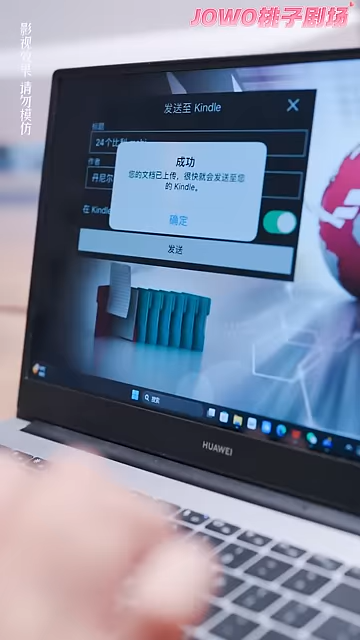 JOWO桃子剧场
影视效果 请勿模仿
发送至 Kindle
标题
24个比
作者
丹尼尔
成功
您的文档已上传，很快就会发送至您
的 Kindle。
确定
在 Kindle
发送
搜索
HUAWEI